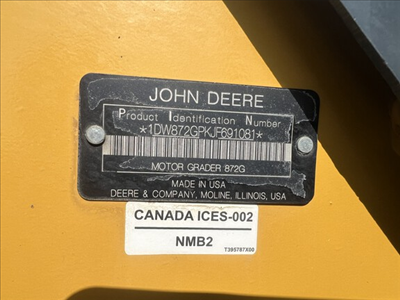 JOHN DEERE
Product Identification Number
*1DW872GPKJF691081*
MOTOR GRADER 872G
MADE IN USA
DEERE & COMPANY, MOLINE, ILLINOIS, USA
CANADA ICES-002
NMB2
T395787X00